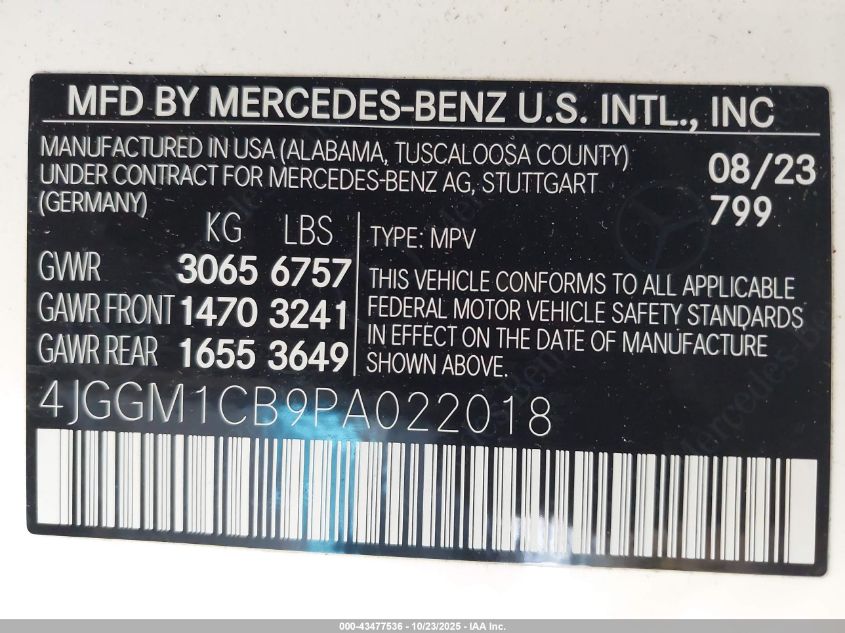 MFD BY MERCEDES-BENZ U.S. INTL., INC
MANUFACTURED IN USA (ALABAMA, TUSCALOOSA COUNTY)
UNDER CONTRACT FOR MERCEDES-BENZ AG, STUTTGART
(GERMANY)
08/23
799
KG LBS
GVWR 3065 6757
GAWR FRONT 1470 3241
GAWR REAR 1655 3649
TYPE: MPV
THIS VEHICLE CONFORMS TO ALL APPLICABLE
FEDERAL MOTOR VEHICLE SAFETY STANDARDS
IN EFFECT ON THE DATE OF MANUFACTURE
SHOWN ABOVE.
4JGGM1CB9PA022018
000-43477536 - 10/23/2025 - IAA Inc.